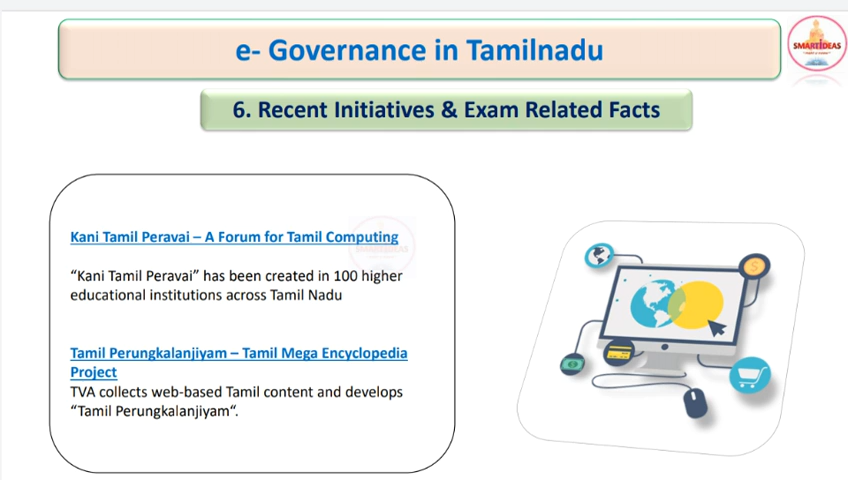 e- Governance in Tamilnadu
SMARTIDEAS
6. Recent Initiatives & Exam Related Facts
Kani Tamil Peravai – A Forum for Tamil Computing
“Kani Tamil Peravai” has been created in 100 higher
educational institutions across Tamil Nadu
Tamil Perungkalanjiyam – Tamil Mega Encyclopedia
Project
TVA collects web-based Tamil content and develops
“Tamil Perungkalanjiyam“.